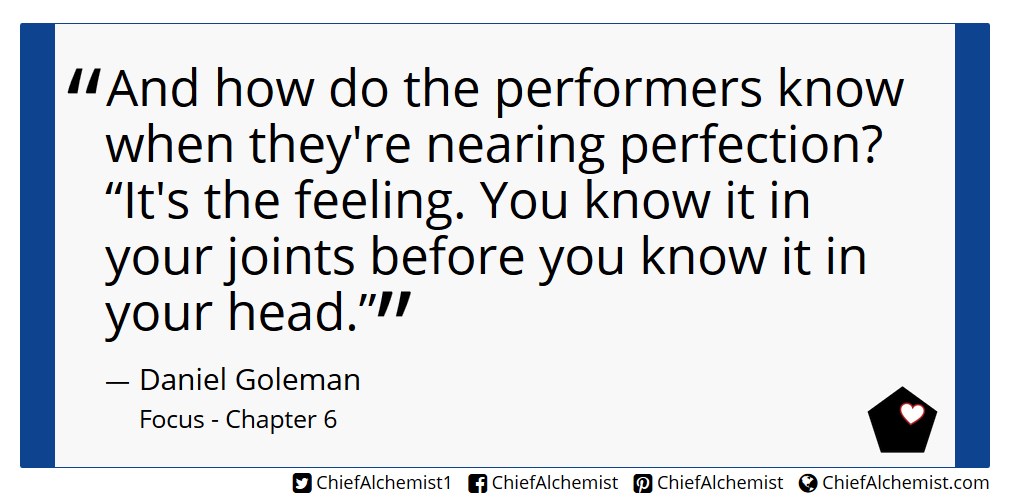 “And how do the performers know
when they're nearing perfection?
“It's the feeling. You know it in
your joints before you know it in
your head.””
— Daniel Goleman
Focus - Chapter 6
ChiefAlchemist1 ChiefAlchemist ChiefAlchemist ChiefAlchemist.com